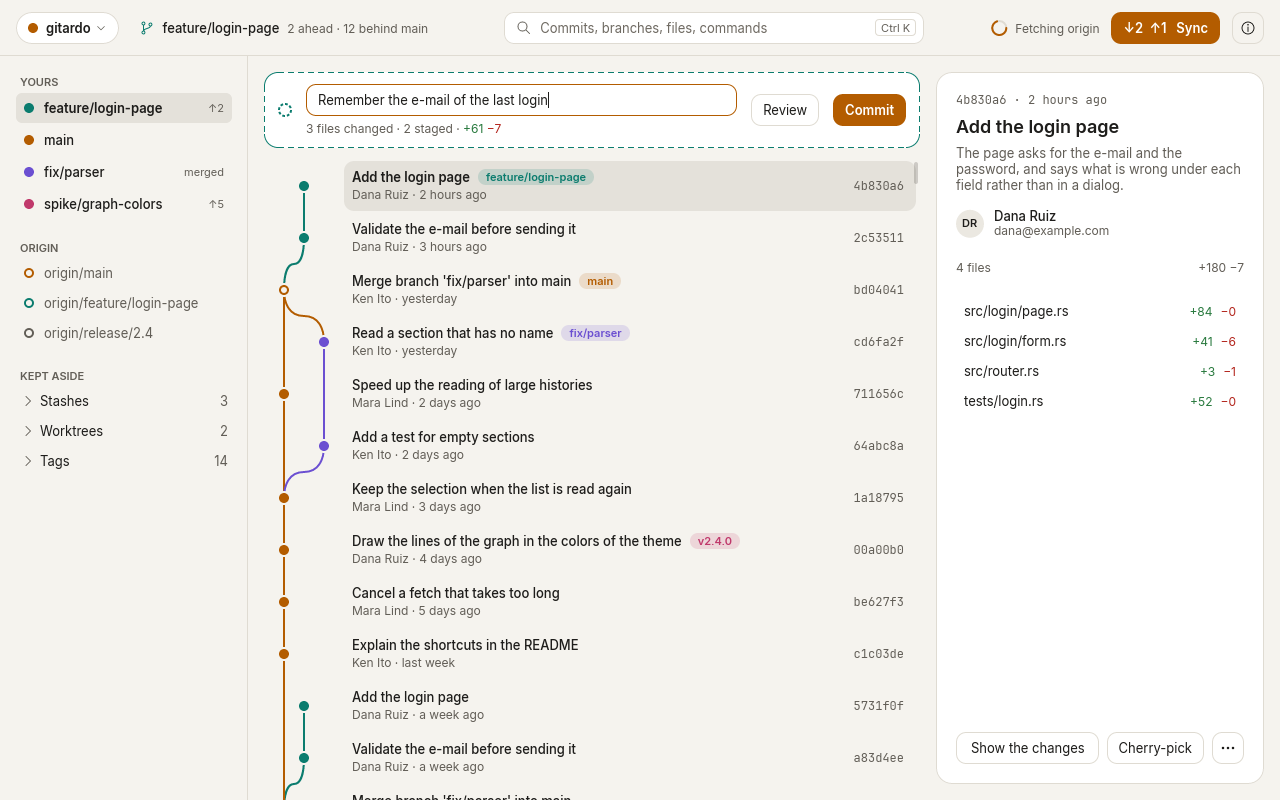 gitardo
feature/login-page 2 ahead · 12 behind main
Commits, branches, files, commands Ctrl K
Fetching origin
↓2 ↑1 Sync
YOURS
feature/login-page ↑2
main
fix/parser merged
spike/graph-colors ↑5
ORIGIN
origin/main
origin/feature/login-page
origin/release/2.4
KEPT ASIDE
Stashes 3
Worktrees 2
Tags 14
Remember the e-mail of the last login
3 files changed · 2 staged · +61 −7
Review
Commit
Add the login page feature/login-page
Dana Ruiz · 2 hours ago 4b830a6
Validate the e-mail before sending it
Dana Ruiz · 3 hours ago 2c53511
Merge branch 'fix/parser' into main main
Ken Ito · yesterday bd04041
Read a section that has no name fix/parser
Ken Ito · yesterday cd6fa2f
Speed up the reading of large histories
Mara Lind · 2 days ago 711656c
Add a test for empty sections
Ken Ito · 2 days ago 64abc8a
Keep the selection when the list is read again
Mara Lind · 3 days ago 1a18795
Draw the lines of the graph in the colors of the theme v2.4.0
Dana Ruiz · 4 days ago 00a00b0
Cancel a fetch that takes too long
Mara Lind · 5 days ago be627f3
Explain the shortcuts in the README
Ken Ito · last week c1c03de
Add the login page
Dana Ruiz · a week ago 5731f0f
Validate the e-mail before sending it
Dana Ruiz · a week ago a83d4ee
Merge branch 'fix/parser' into main
4b830a6 · 2 hours ago
Add the login page
The page asks for the e-mail and the
password, and says what is wrong under each
field rather than in a dialog.
DR
Dana Ruiz
dana@example.com
4 files +180 −7
src/login/page.rs +84 −0
src/login/form.rs +41 −6
src/router.rs +3 −1
tests/login.rs +52 −0
Show the changes
Cherry-pick